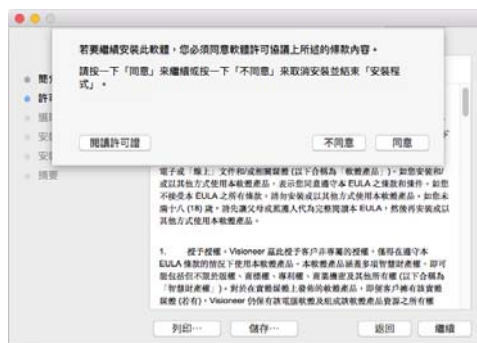 若要繼續安裝此軟體，您必須同意軟體許可協議上所述的條款內容。
請按一下「同意」來繼續或按一下「不同意」來取消安裝並結束「安裝程
式」。
閱讀許可證
不同意
同意
簡
許可
選取
安裝
安裝
摘要
電子或「線上」文件和/或相關媒體 (以下合稱為「軟體產品」)。如您安裝和/
或以其他方式使用本軟體產品，表示您同意遵守本 EULA 之條款和條件。如您
不接受本 EULA 之所有條款，請勿安裝或以其他方式使用本軟體產品。如您未
滿十八 (18) 歲，請先讓父母或監護人代為完整閱讀本 EULA，然後再安裝或以
其他方式使用本軟體產品。
1. 授予授權。Visioneer 茲此授予客戶非專屬的授權，僅得在遵守本
EULA 條款的情況下使用本軟體產品。本軟體產品涵蓋多項智慧財產權，即可
能包括但不限於版權、商標權、專利權、商業機密及其他所有權 (以下合稱為
「智慧財產權」)。對於在實體媒體上發佈的軟體產品，即便客戶擁有該實體
媒體 (若有)，Visioneer 仍保有該電腦軟體及組成該軟體產品資源之所有權
列印⋯
儲存⋯
返回
繼續